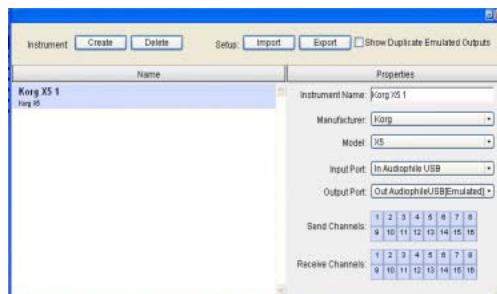 Instrument Create Delete Setup: Import Export Show Duplicate Emulated Outputs
Name Properties
Korg X5 1
Korg X5
Instrument Name: Korg X5 1
Manufacturer: Korg
Model: X5
Input Port: In Audiophile USB
Output Port: Out AudiophileUSB[Emulated]
Send Channels: 1 2 3 4 5 6 7 8
9 10 11 12 13 14 15 16
Receive Channels: 1 2 3 4 5 6 7 8
9 10 11 12 13 14 15 16